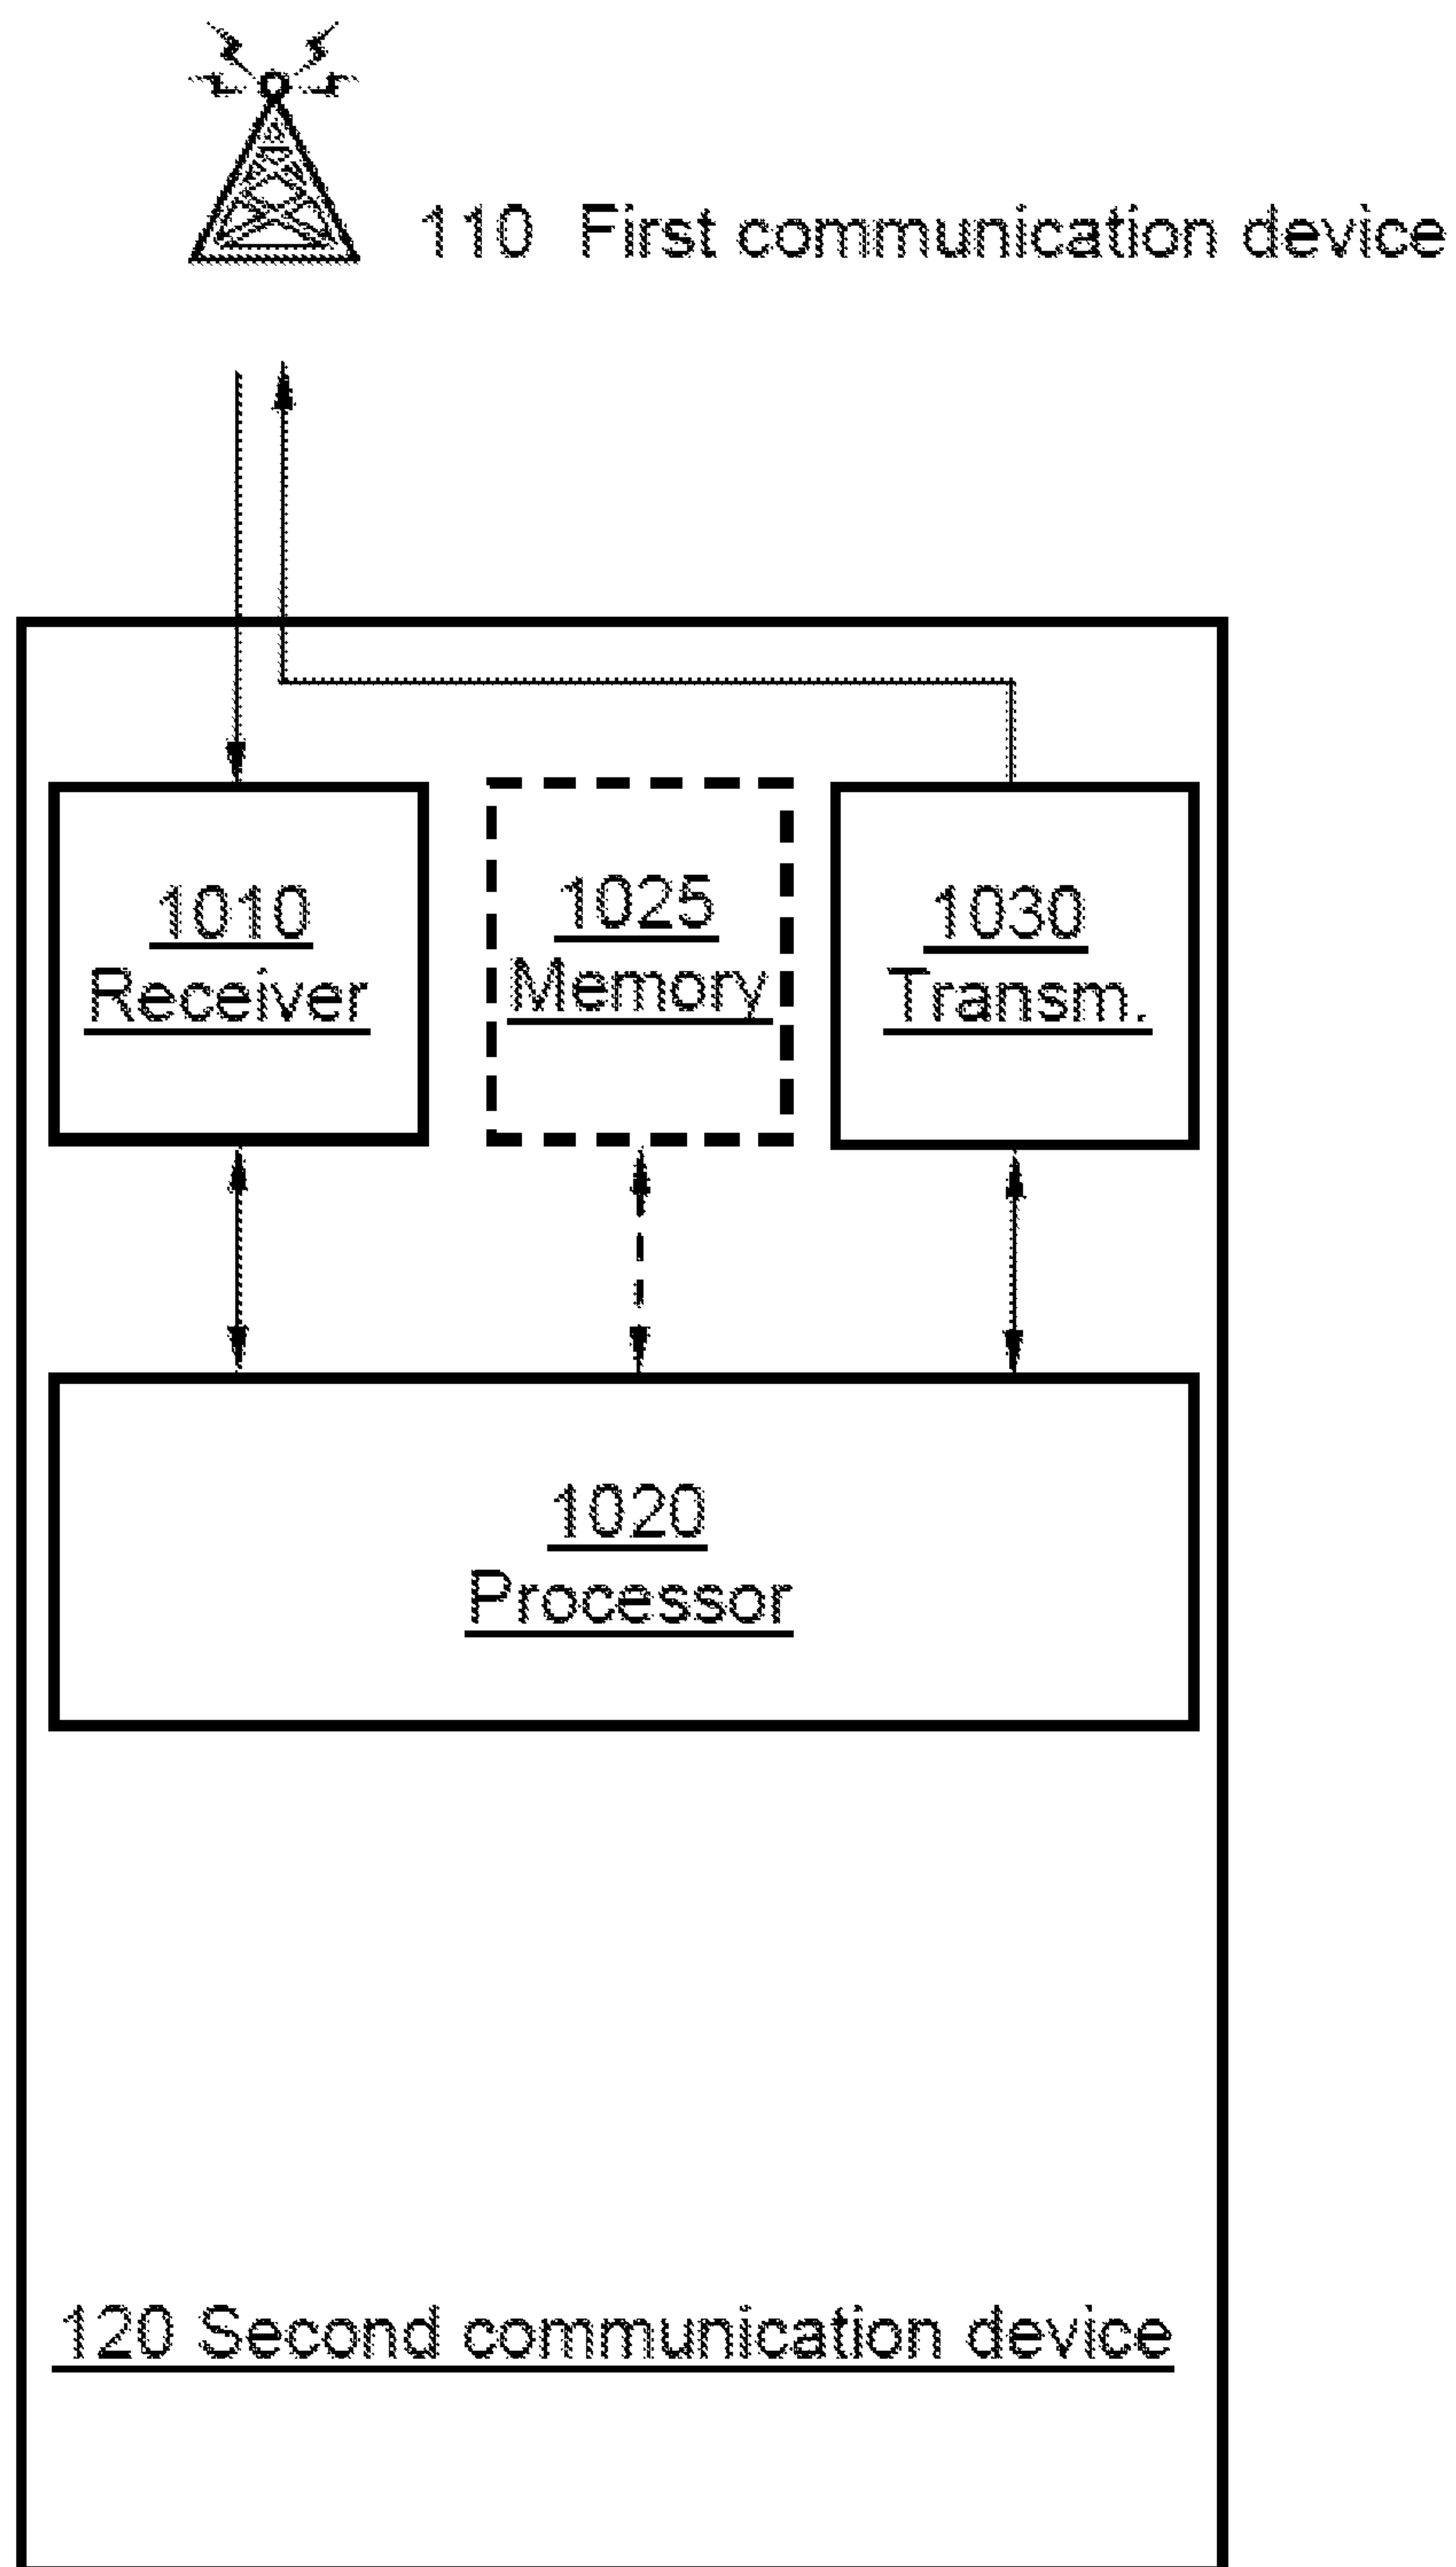 110 First communication device
1010
Receiver
1025
Memory
1030
Transm.
1020
Processor
120 Second communication device